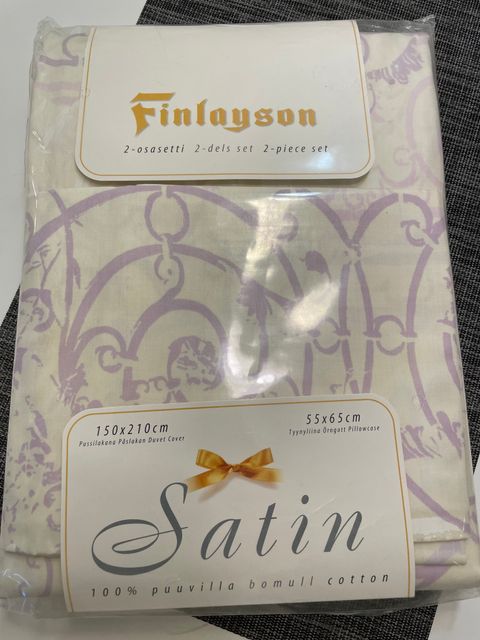 Finlayson
2-osasetti 2-dels set 2-piece set
150x210cm
Pussilakana Påslakan Duvet Cover
55x65cm
Tyynyliina Örngott Pillowcase
Satin
100% puuvilla bomull cotton